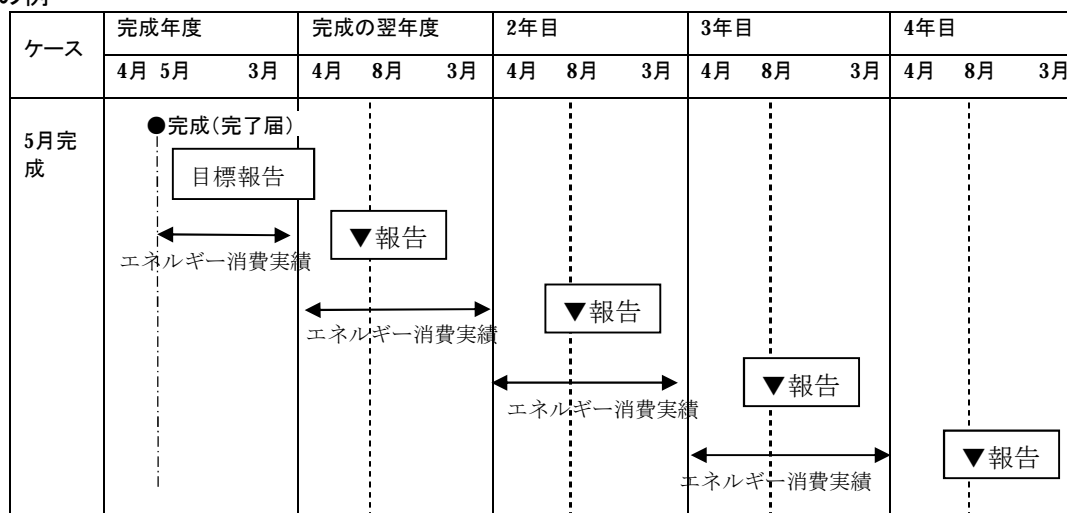 ケース
完成年度 完成の翌年度 2年目 3年目 4年目
4月 5月 3月 4月 8月 3月 4月 8月 3月 4月 8月 3月 4月 8月 3月
●完成(完了届)
5月完
成
目標報告
▼報告
エネルギー消費実績
▼報告
エネルギー消費実績
▼報告
エネルギー消費実績
▼報告
エネルギー消費実績